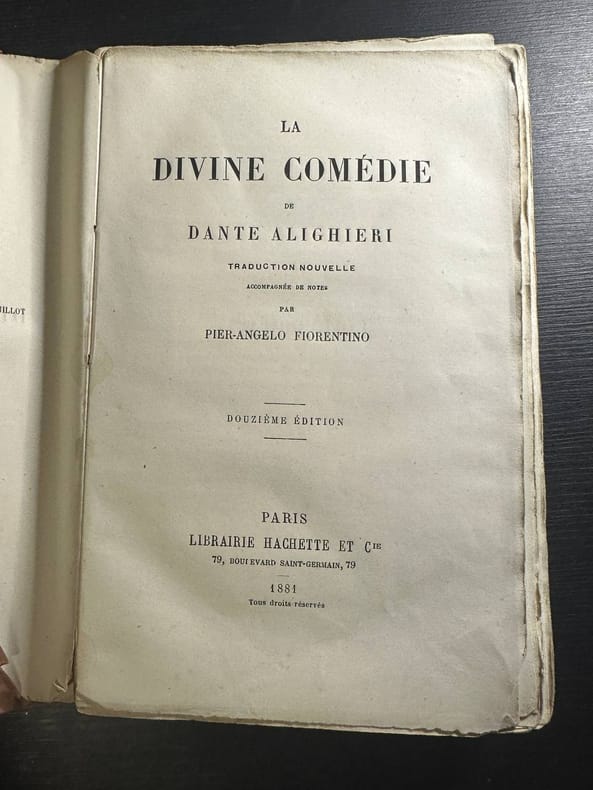 LA
DIVINE COMÉDIE
DE
DANTE ALIGHIERI
TRADUCTION NOUVELLE
ACCOMPAGNÉE DE NOTES
PAR
PIER-ANGELO FIORENTINO
DOUZIÈME ÉDITION
PARIS
LIBRAIRIE HACHETTE ET CIE
79, BOULEVARD SAINT-GERMAIN, 79
1881
Tous droits réservés